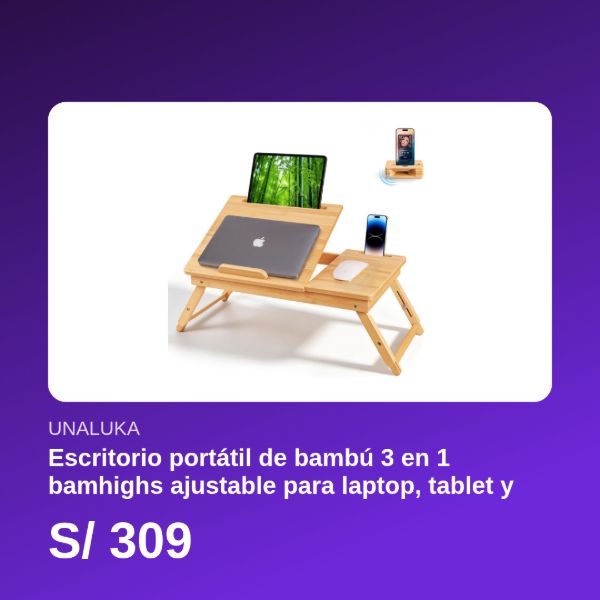 UNALUKA
Escritorio portátil de bambú 3 en 1
bamhighs ajustable para laptop, tablet y
S/ 309